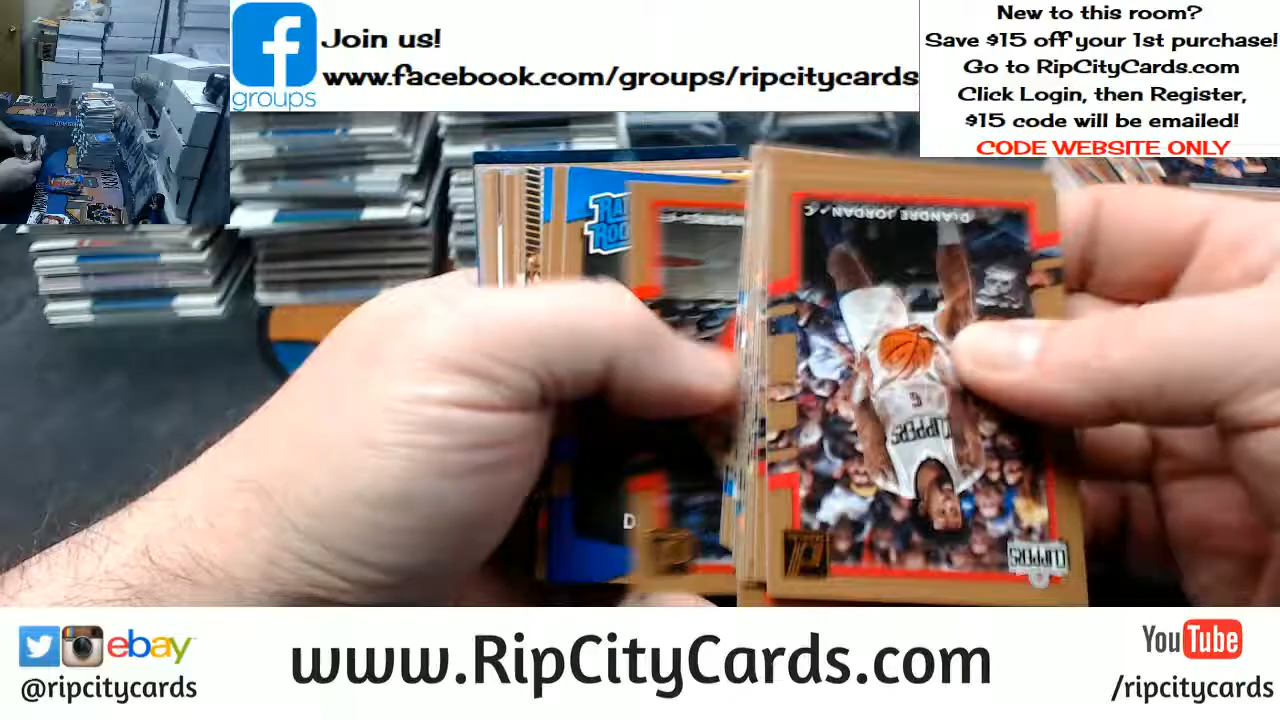 Join us!
www.facebook.com/groups/ripcitycards
groups
New to this room?
Save $15 off your 1st purchase!
Go to RipCityCards.com
Click Login, then Register,
$15 code will be emailed!
CODE WEBSITE ONLY
DEANDRE JORDAN / C
6
CLIPPERS
CLIPPERS
D
ebay
@ripcitycards
www.RipCityCards.com
YouTube
/ripcitycards